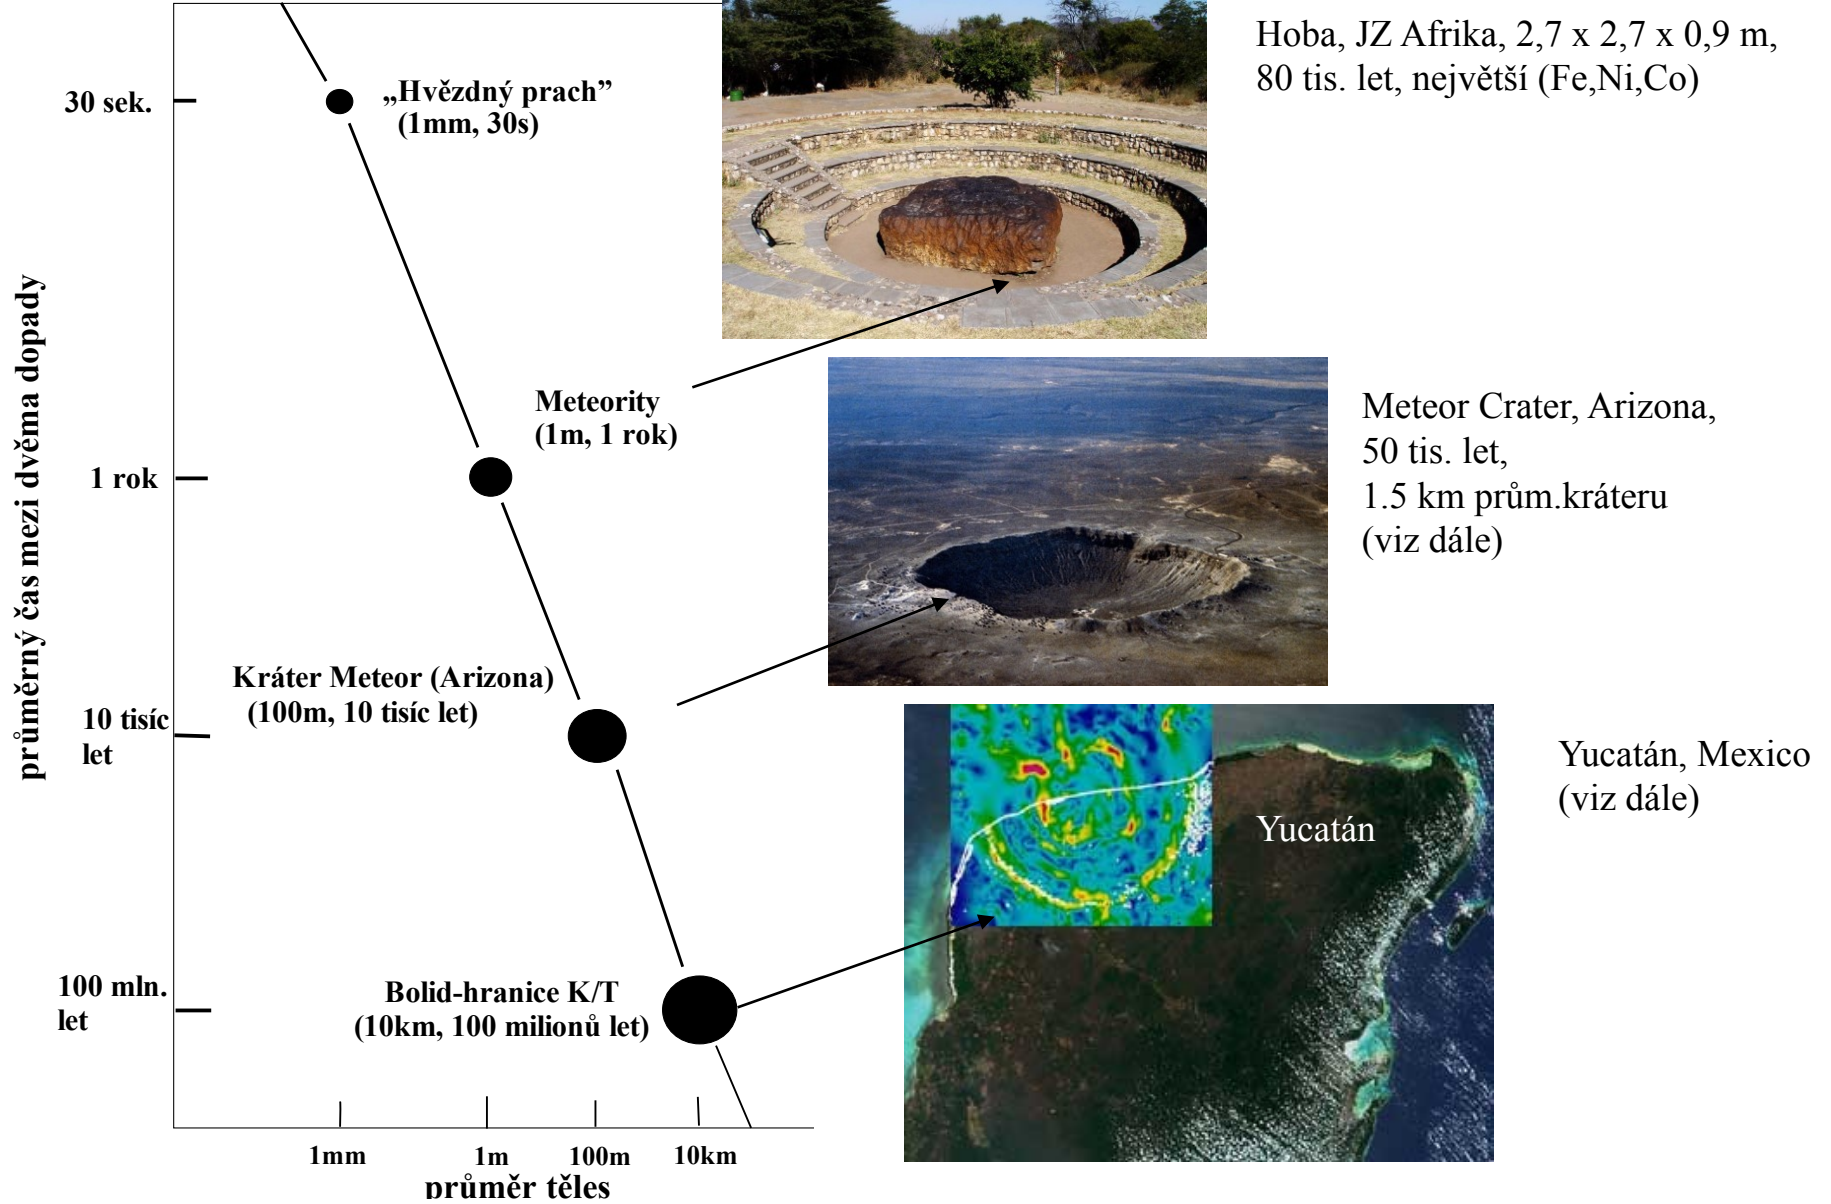 Hoba, JZ Afrika, 2,7 x 2,7 x 0,9 m,
80 tis. let, největší (Fe,Ni,Co)
30 sek.
„Hvězdný prach”
(1mm, 30s)
Meteority
(1m, 1 rok)
Meteor Crater, Arizona,
50 tis. let,
1.5 km prům.kráteru
(viz dále)
průměrný čas mezi dvěma dopady
1 rok
Kráter Meteor (Arizona)
(100m, 10 tisíc let)
10 tisíc
let
Yucatán, Mexico
(viz dále)
Yucatán
100 mln.
let
Bolid-hranice K/T
(10km, 100 milionů let)
1mm
1m
100m
10km
průměr těles